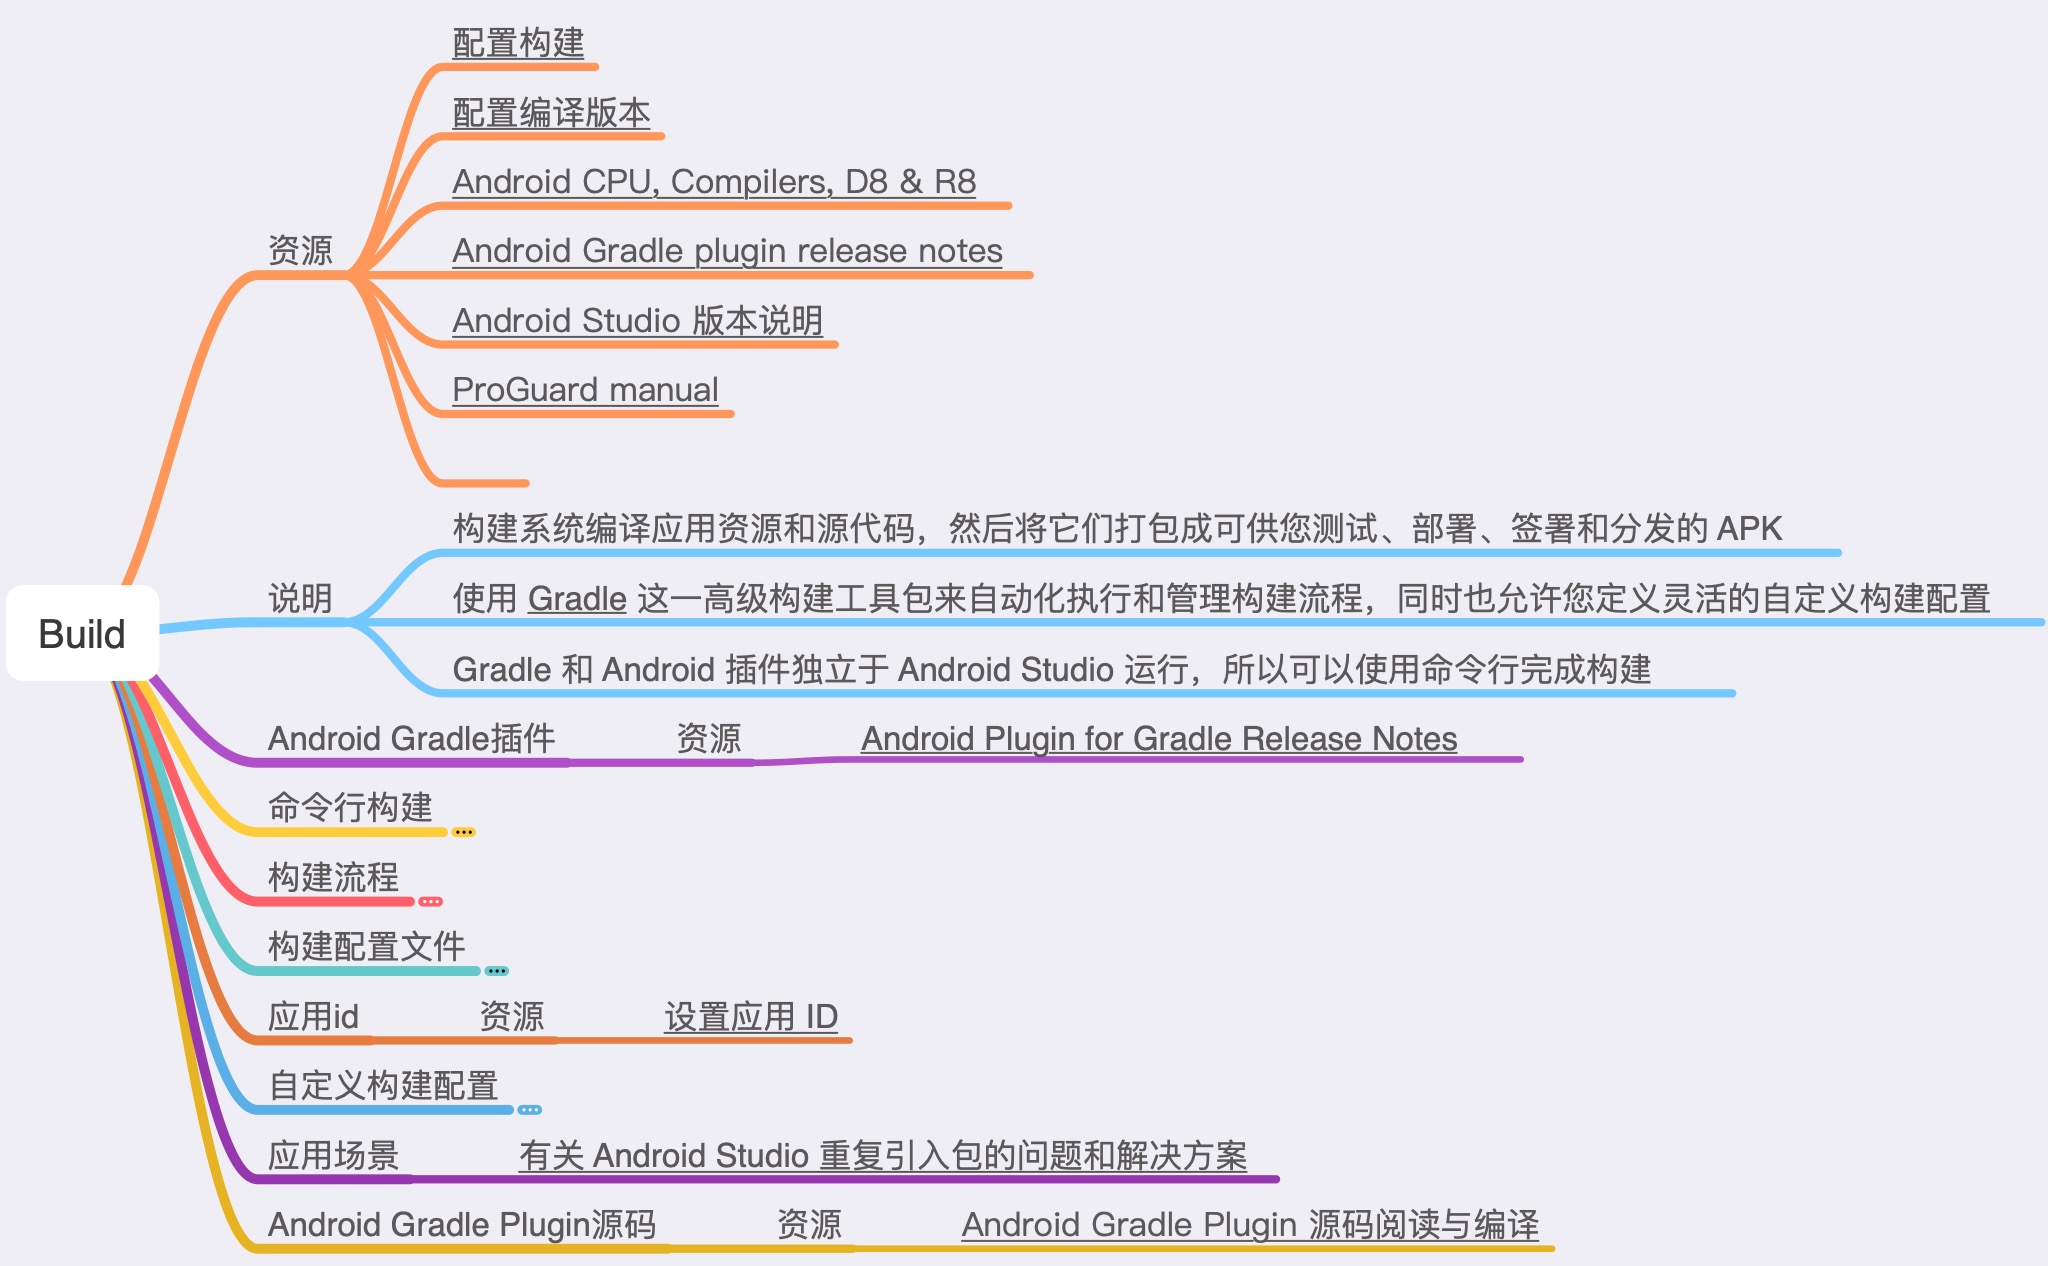 配置构建
配置编译版本
Android CPU, Compilers, D8 & R8
资源
Android Gradle plugin release notes
Android Studio 版本说明
ProGuard manual
构建系统编译应用资源和源代码，然后将它们打包成可供您测试、部署、签署和分发的 APK
说明
使用 Gradle 这一高级构建工具包来自动化执行和管理构建流程，同时也允许您定义灵活的自定义构建配置
Build
Gradle 和 Android 插件独立于 Android Studio 运行，所以可以使用命令行完成构建
Android Gradle插件 资源 Android Plugin for Gradle Release Notes
命令行构建
构建流程
构建配置文件
应用id 资源 设置应用 ID
自定义构建配置
应用场景 有关 Android Studio 重复引入包的问题和解决方案
Android Gradle Plugin源码 资源 Android Gradle Plugin 源码阅读与编译